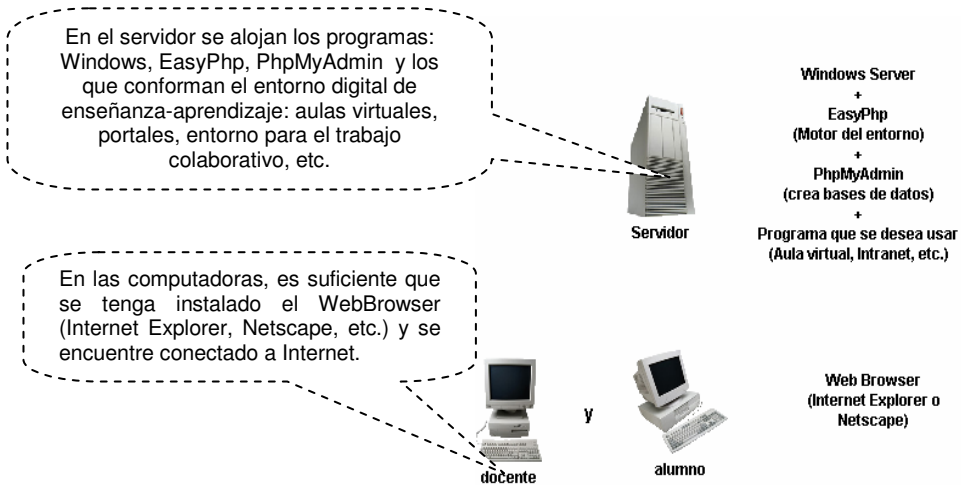 En el servidor se alojan los programas:
Windows, EasyPhp, PhpMyAdmin y los
que conforman el entorno digital de
enseñanza-aprendizaje: aulas virtuales,
portales, entorno para el trabajo
colaborativo, etc.
Windows Server
+
EasyPhp
(Motor del entorno)
+
PhpMyAdmin
(crea bases de datos)
+
Programa que se desea usar
(Aula virtual, Intranet, etc.)
Servidor
En las computadoras, es suficiente que
se tenga instalado el WebBrowser
(Internet Explorer, Netscape, etc.) y se
encuentre conectado a Internet.
y
docente
alumno
Web Browser
(Internet Explorer o
Netscape)